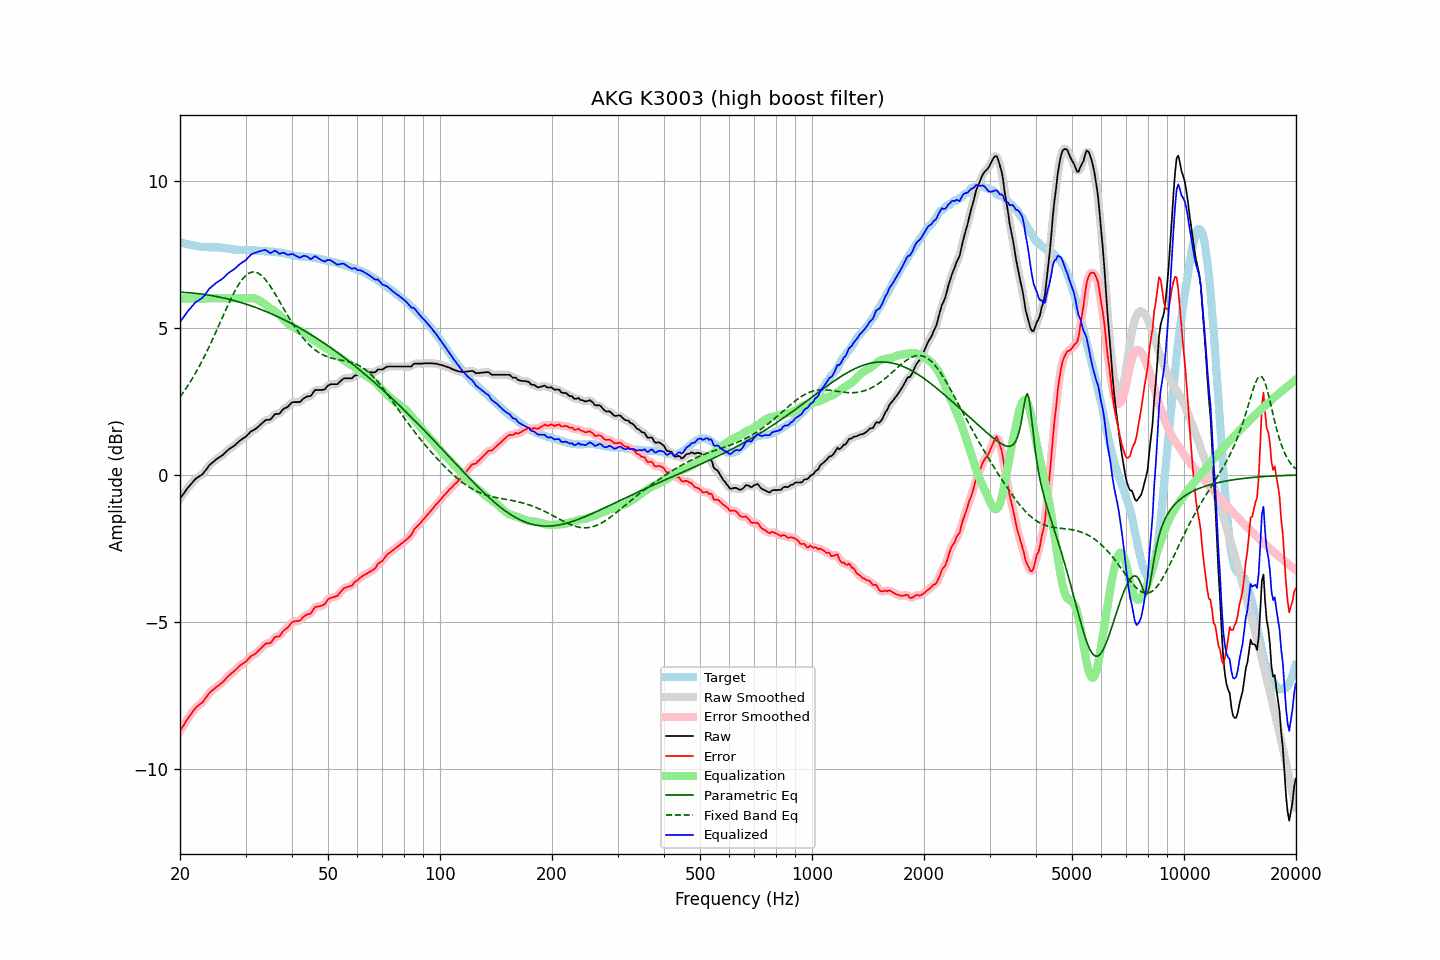 AKG K3003 (high boost filter)
Amplitude (dBr)
10
5
0
−5
−10
Target
Raw Smoothed
Error Smoothed
Raw
Error
Equalization
Parametric Eq
Fixed Band Eq
Equalized
20 50 100 200 500 1000 2000 5000 10000 20000
Frequency (Hz)